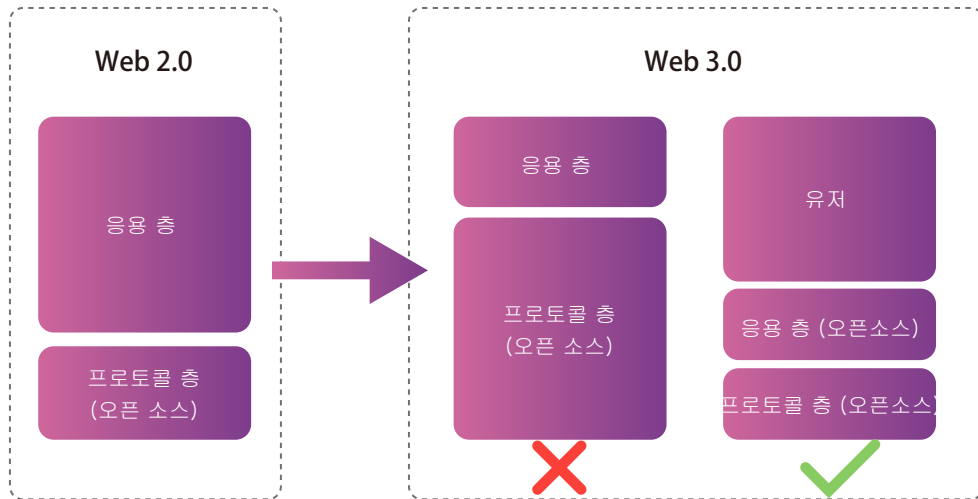 Web 2.0
응용 층
프로토콜 층
(오픈 소스)
Web 3.0
응용 층
프로토콜 층
(오픈 소스)
유저
응용 층 (오픈소스)
프로토콜 층 (오픈소스)